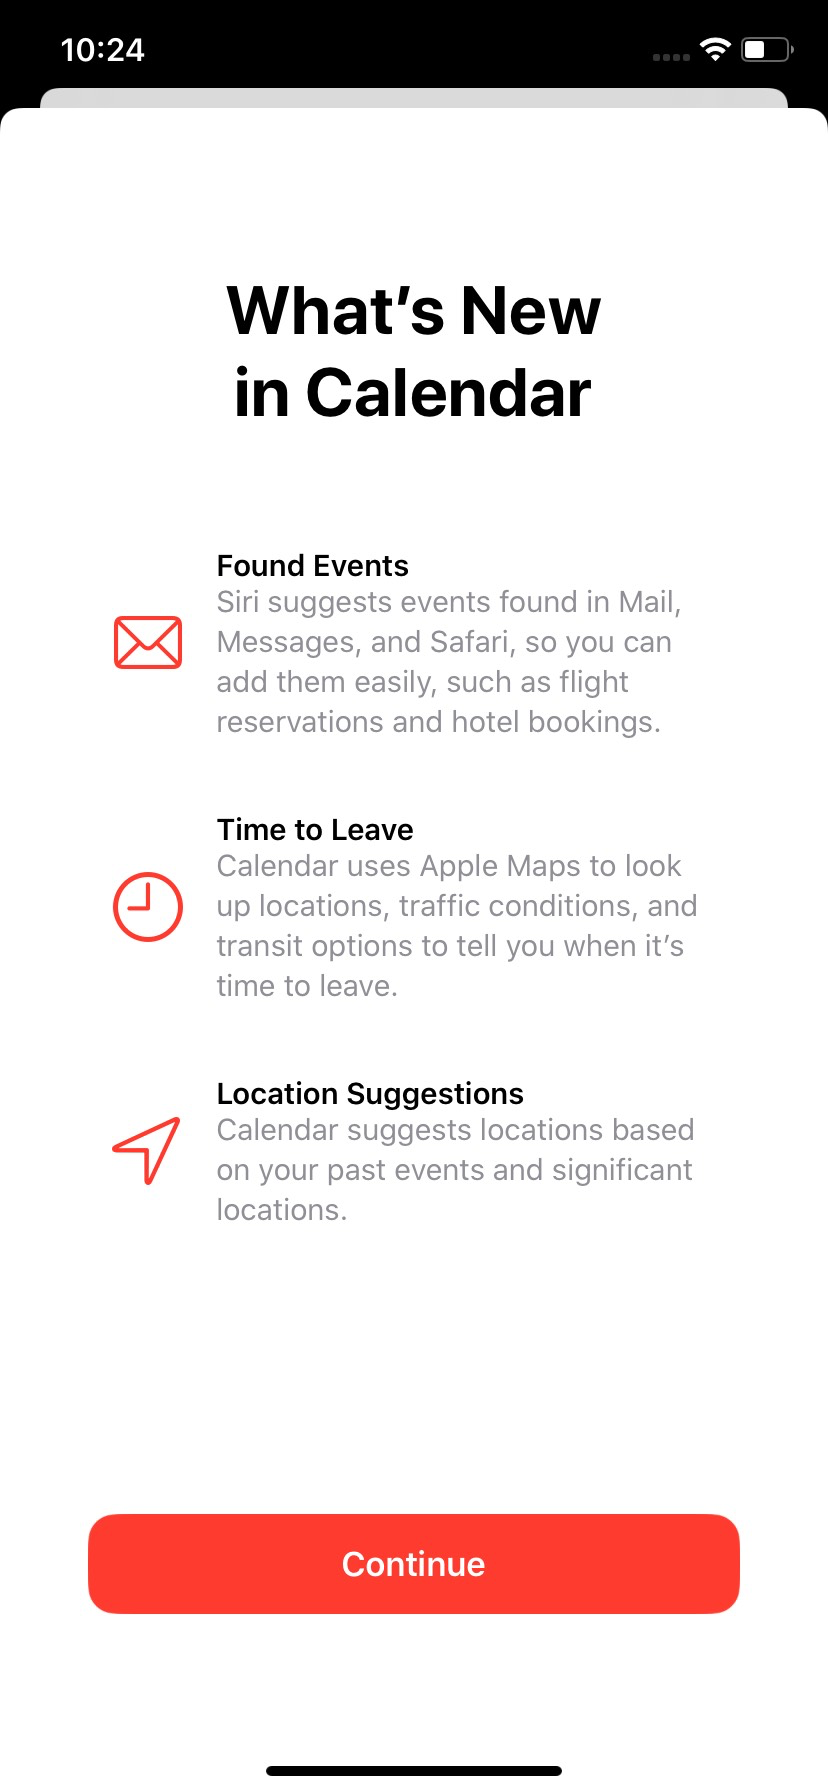 10:24
What’s New
in Calendar
Found Events
Siri suggests events found in Mail,
Messages, and Safari, so you can
add them easily, such as flight
reservations and hotel bookings.
Time to Leave
Calendar uses Apple Maps to look
up locations, traffic conditions, and
transit options to tell you when it’s
time to leave.
Location Suggestions
Calendar suggests locations based
on your past events and significant
locations.
Continue